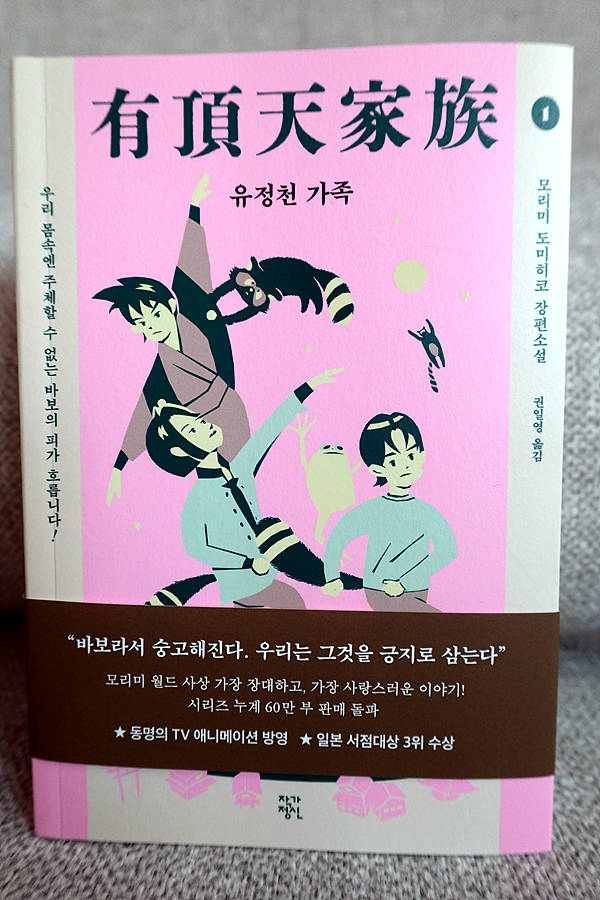 有頂天家族
1
유정천 가족
모리미 도미히코 장편소설
권일영 옮김
우리 몸속엔 주체할 수 없는 바보의 피가 흐릅니다!
“바보라서 숭고해진다. 우리는 그것을 긍지로 삼는다”
모리미 월드 사상 가장 장대하고, 가장 사랑스러운 이야기!
시리즈 누계 60만 부 판매 돌파
★ 동명의 TV 애니메이션 방영 ★ 일본 서점대상 3위 수상
작가
정신